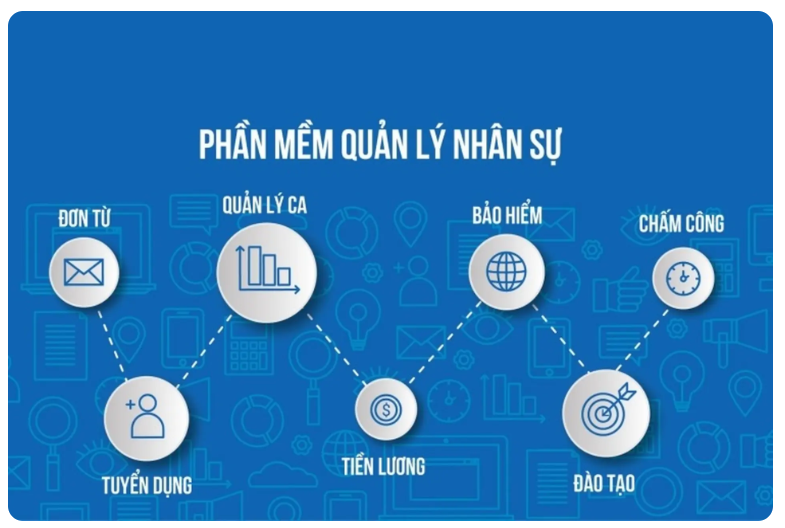 PHẦN MỀM QUẢN LÝ NHÂN SỰ
ĐƠN TỪ
QUẢN LÝ CA
BẢO HIỂM
CHẤM CÔNG
$
TUYỂN DỤNG
TIỀN LƯƠNG
ĐÀO TẠO